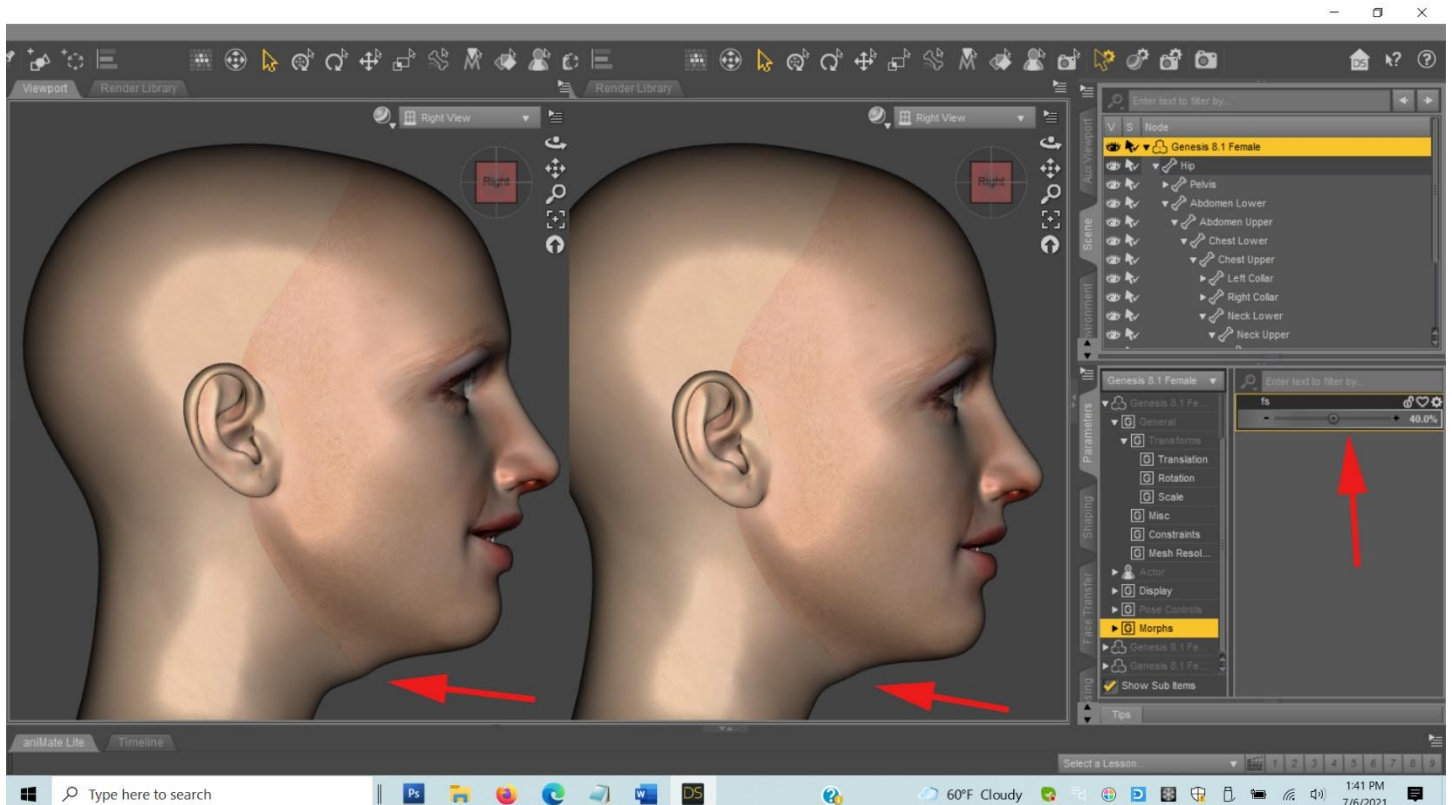 Viewport Render Library
Render Library
Right View
Right View
Right
Right
DS
Enter text to filter by...
V S Node
Genesis 8.1 Female
Hip
Pelvis
Abdomen Lower
Abdomen Upper
Chest Lower
Chest Upper
Left Collar
Right Collar
Neck Lower
Neck Upper
Aux Viewport
Scene
Parameters
Shaping
Face Transfer
Genesis 8.1 Female
Enter text to filter by...
Genesis 8.1 Fe...
G General
G Transforms
G Translation
G Rotation
G Scale
G Misc
G Constraints
G Mesh Resol...
Actor
G Display
G Pose Controls
G Morphs
Genesis 8.1 Fe...
Genesis 8.1 Fe...
Show Sub Items
fs
- + 40.0%
Tips
aniMate Lite Timeline
Select a Lesson... 1 2 3 4 5 6 7 8 9
Type here to search
Ps
DS
60°F Cloudy
1:41 PM